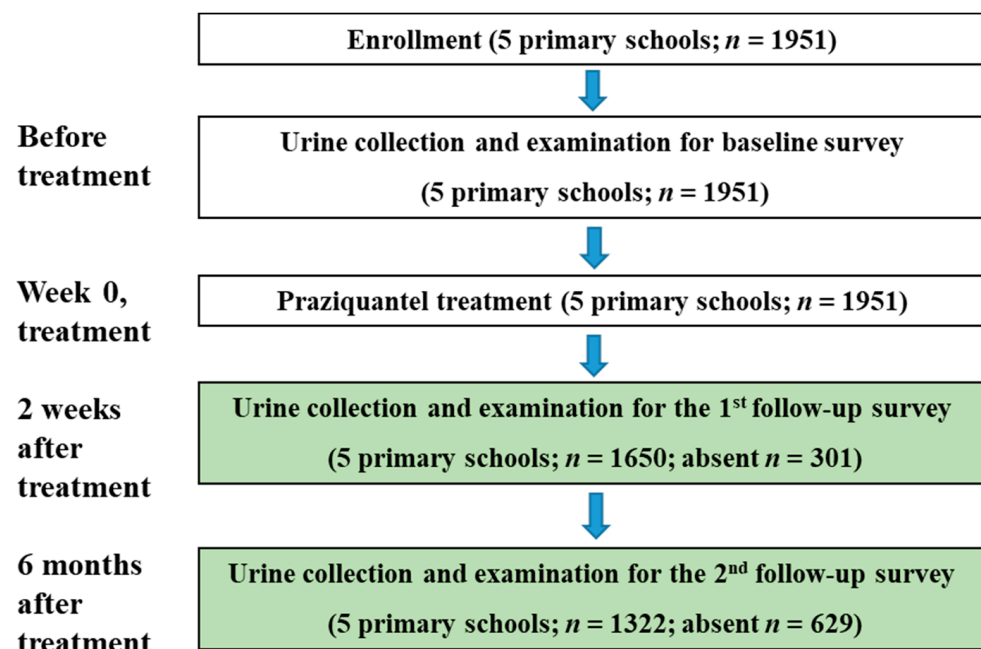 Enrollment (5 primary schools; n = 1951)
Before
treatment
Urine collection and examination for baseline survey
(5 primary schools; n = 1951)
Week 0,
treatment
Praziquantel treatment (5 primary schools; n = 1951)
2 weeks
after
treatment
Urine collection and examination for the 1st follow-up survey
(5 primary schools; n = 1650; absent n = 301)
6 months
after
treatment
Urine collection and examination for the 2nd follow-up survey
(5 primary schools; n = 1322; absent n = 629)